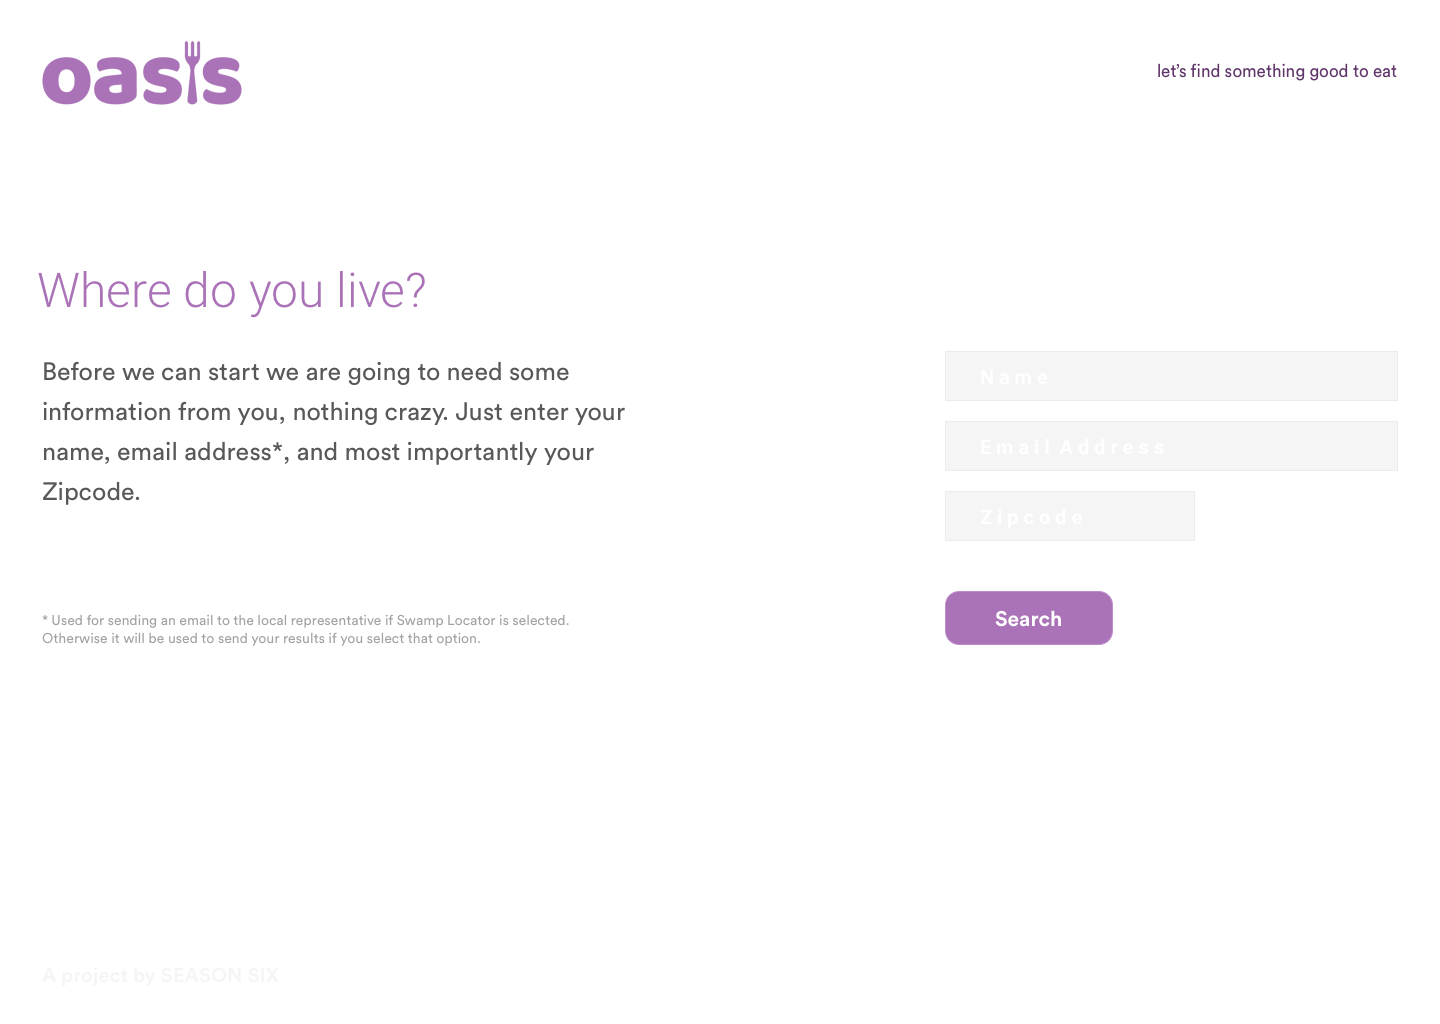 oasis
let’s find something good to eat
Where do you live?
Before we can start we are going to need some
information from you, nothing crazy. Just enter your
name, email address*, and most importantly your
Zipcode.
* Used for sending an email to the local representative if Swamp Locator is selected.
Otherwise it will be used to send your results if you select that option.
Name
Email Address
Zipcode
Search
A project by SEASON SIX